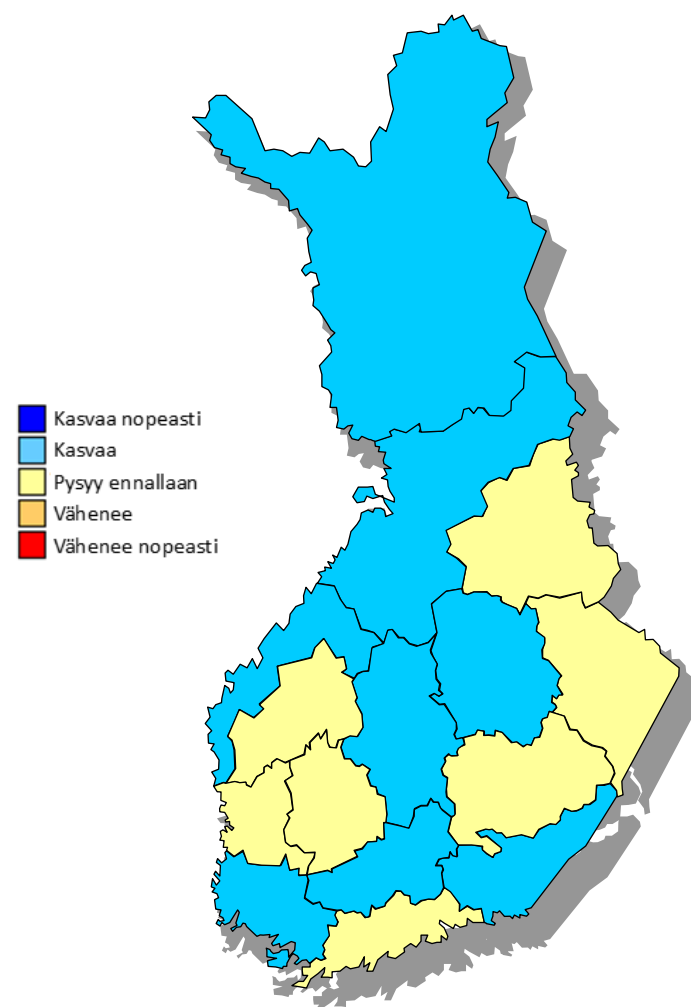 Kasvaa nopeasti
Kasvaa
Pysyy ennallaan
Vähenee
Vähenee nopeasti